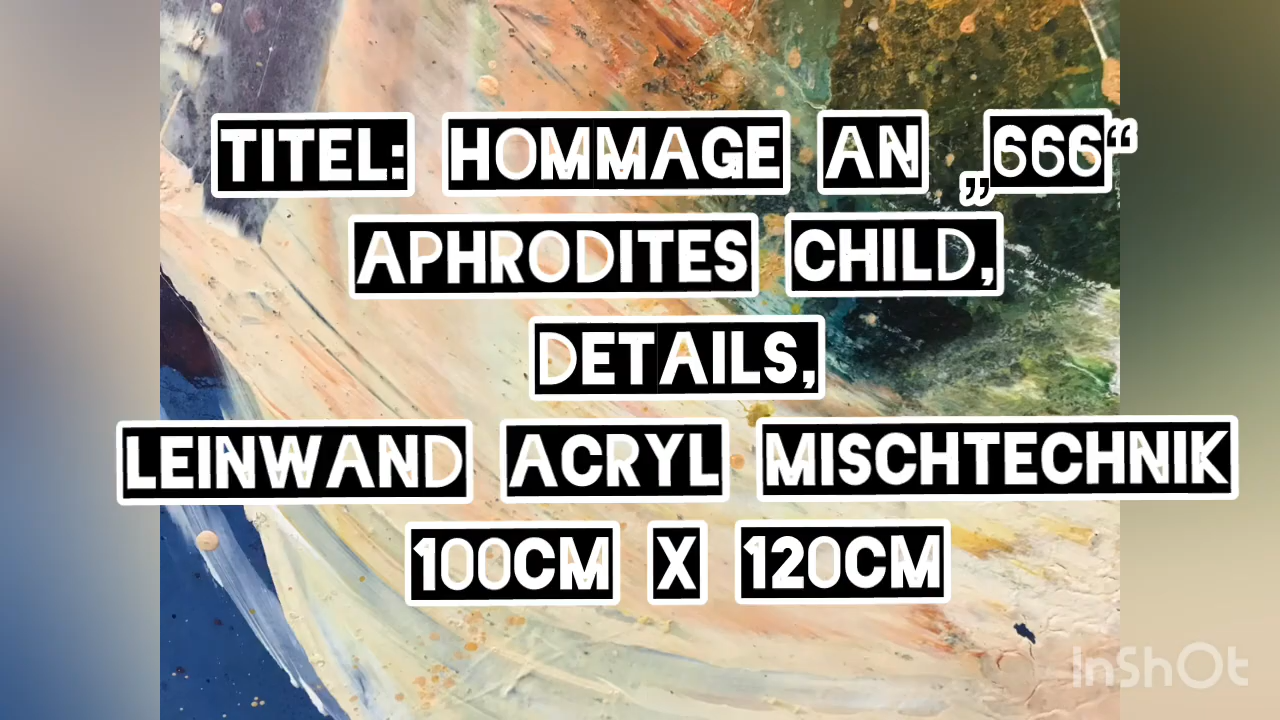 TITEL: HOMMAGE AN „666“
APHRODITES CHILD,
DETAILS,
LEINWAND ACRYL MISCHTECHNIK
100CM X 120CM
InShOt